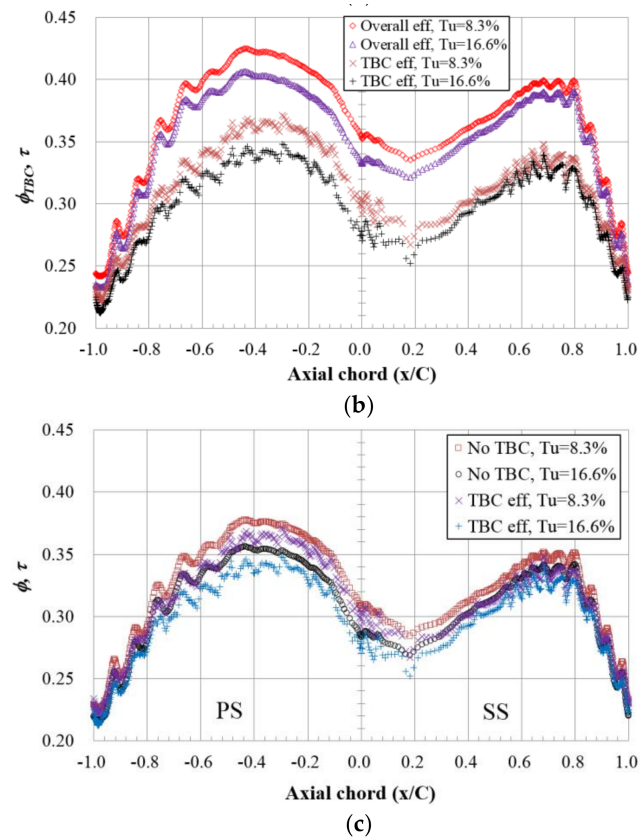 0.45
Overall eff, Tu=8.3%
Overall eff, Tu=16.6%
TBC eff, Tu=8.3%
TBC eff, Tu=16.6%
0.40
0.35
0.30
0.25
0.20
ϕTBC, τ
-1.0 -0.8 -0.6 -0.4 -0.2 0.0 0.2 0.4 0.6 0.8 1.0
Axial chord (x/C)
(b)
0.45
No TBC, Tu=8.3%
No TBC, Tu=16.6%
TBC eff, Tu=8.3%
TBC eff, Tu=16.6%
0.40
0.35
0.30
0.25
0.20
ϕ, τ
PS SS
-1.0 -0.8 -0.6 -0.4 -0.2 0.0 0.2 0.4 0.6 0.8 1.0
Axial chord (x/C)
(c)